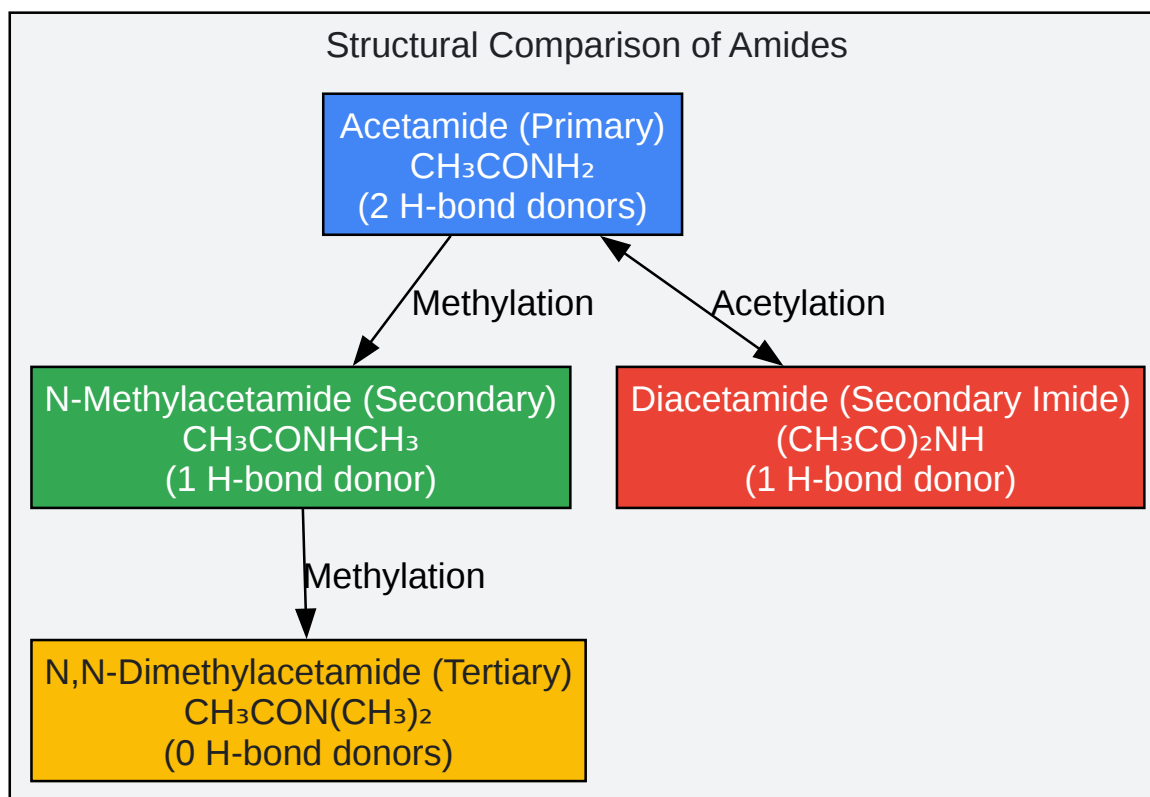 Structural Comparison of Amides
Acetamide (Primary)
CH₃CONH₂
(2 H-bond donors)
Methylation
Acetylation
N-Methylacetamide (Secondary)
CH₃CONHCH₃
(1 H-bond donor)
Diacetamide (Secondary Imide)
(CH₃CO)₂NH
(1 H-bond donor)
Methylation
N,N-Dimethylacetamide (Tertiary)
CH₃CON(CH₃)₂
(0 H-bond donors)